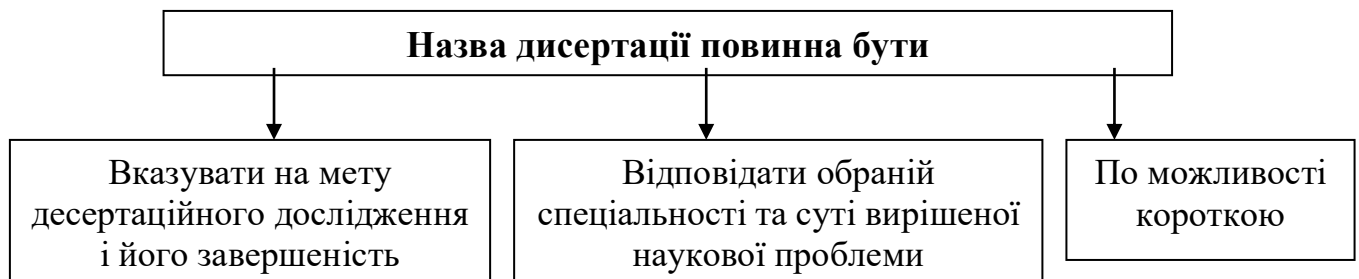 Назва дисертації повинна бути
Вказувати на мету
десертаційного дослідження
і його завершеність
Відповідати обраній
спеціальності та суті вирішеної
наукової проблеми
По можливості
короткою